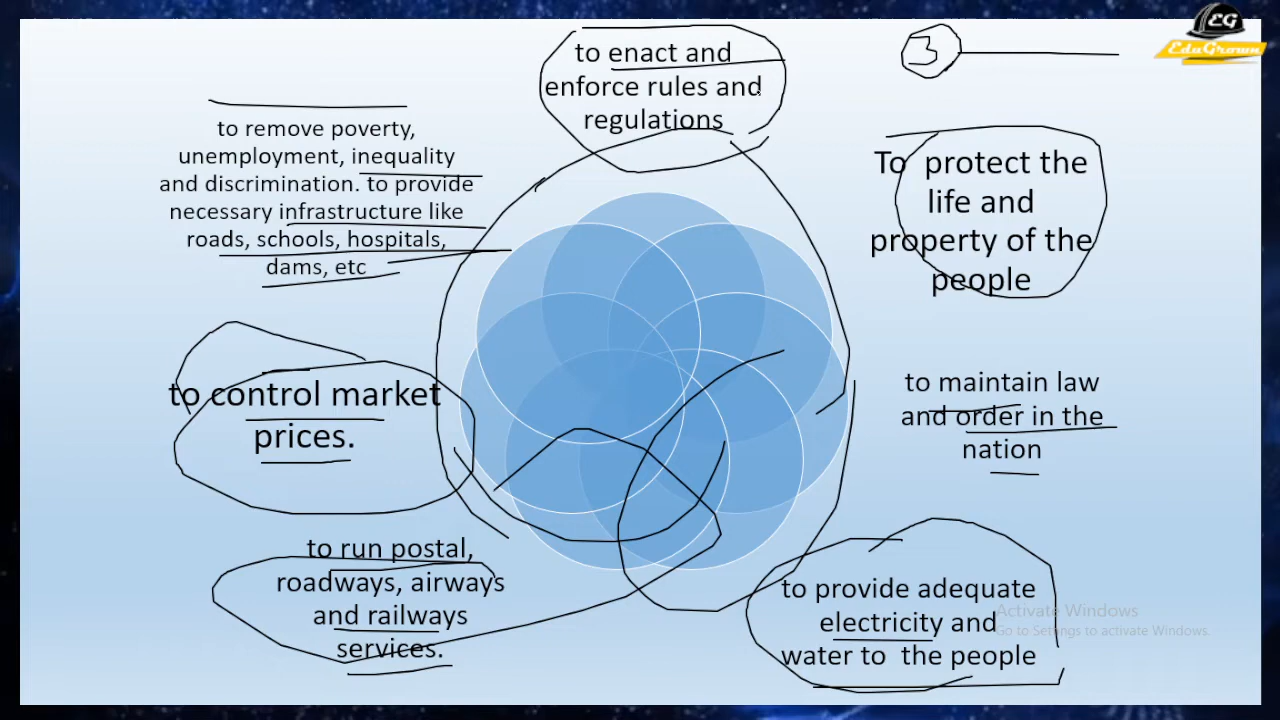 to enact and
enforce rules and
regulations
3
EG
EduGrown
To protect the
life and
property of the
people
to maintain law
and order in the
nation
to provide adequate
electricity and
water to the people
Activate Windows
Go to Settings to activate Windows.
to run postal,
roadways, airways
and railways
services.
to control market
prices.
to remove poverty,
unemployment, inequality
and discrimination. to provide
necessary infrastructure like
roads, schools, hospitals,
dams, etc